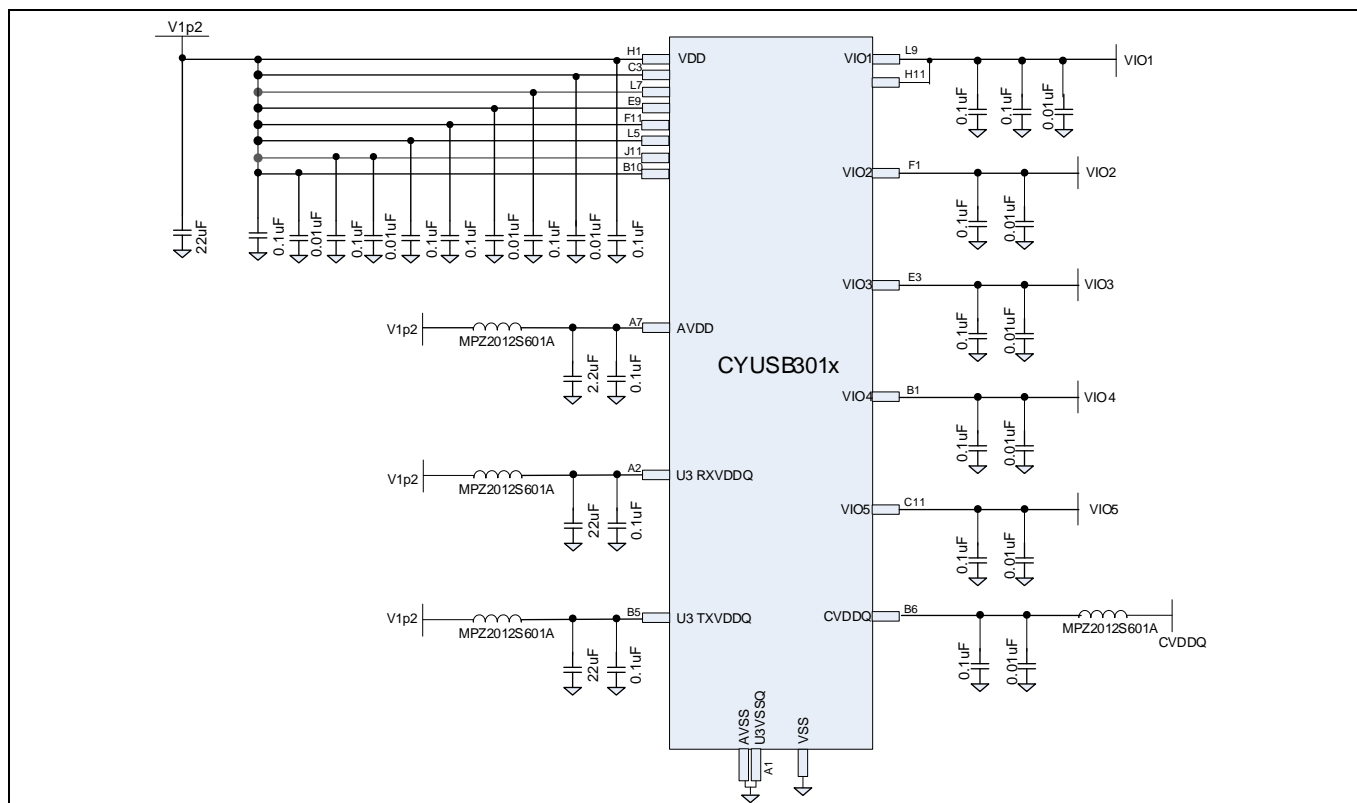 V1p2
H1
VDD
C3
L7
E9
F11
L5
J11
B10
22uF
0.1uF
0.01uF
0.1uF
0.01uF
0.1uF
0.1uF
0.01uF
0.1uF
0.01uF
0.1uF
V1p2
MPZ2012S601A
A7
AVDD
2.2uF
0.1uF
V1p2
MPZ2012S601A
A2
U3 RXVDDQ
22uF
0.1uF
V1p2
MPZ2012S601A
B5
U3 TXVDDQ
22uF
0.1uF
CYUSB301x
VIO1
L9
H11
VIO1
0.1uF
0.1uF
0.01uF
VIO2
F1
VIO2
0.1uF
0.01uF
VIO3
E3
VIO3
0.1uF
0.01uF
VIO4
B1
VIO4
0.1uF
0.01uF
VIO5
C11
VIO5
0.1uF
0.01uF
CVDDQ
B6
MPZ2012S601A
CVDDQ
0.1uF
0.01uF
AVSS
U3VSSQ
A1
VSS